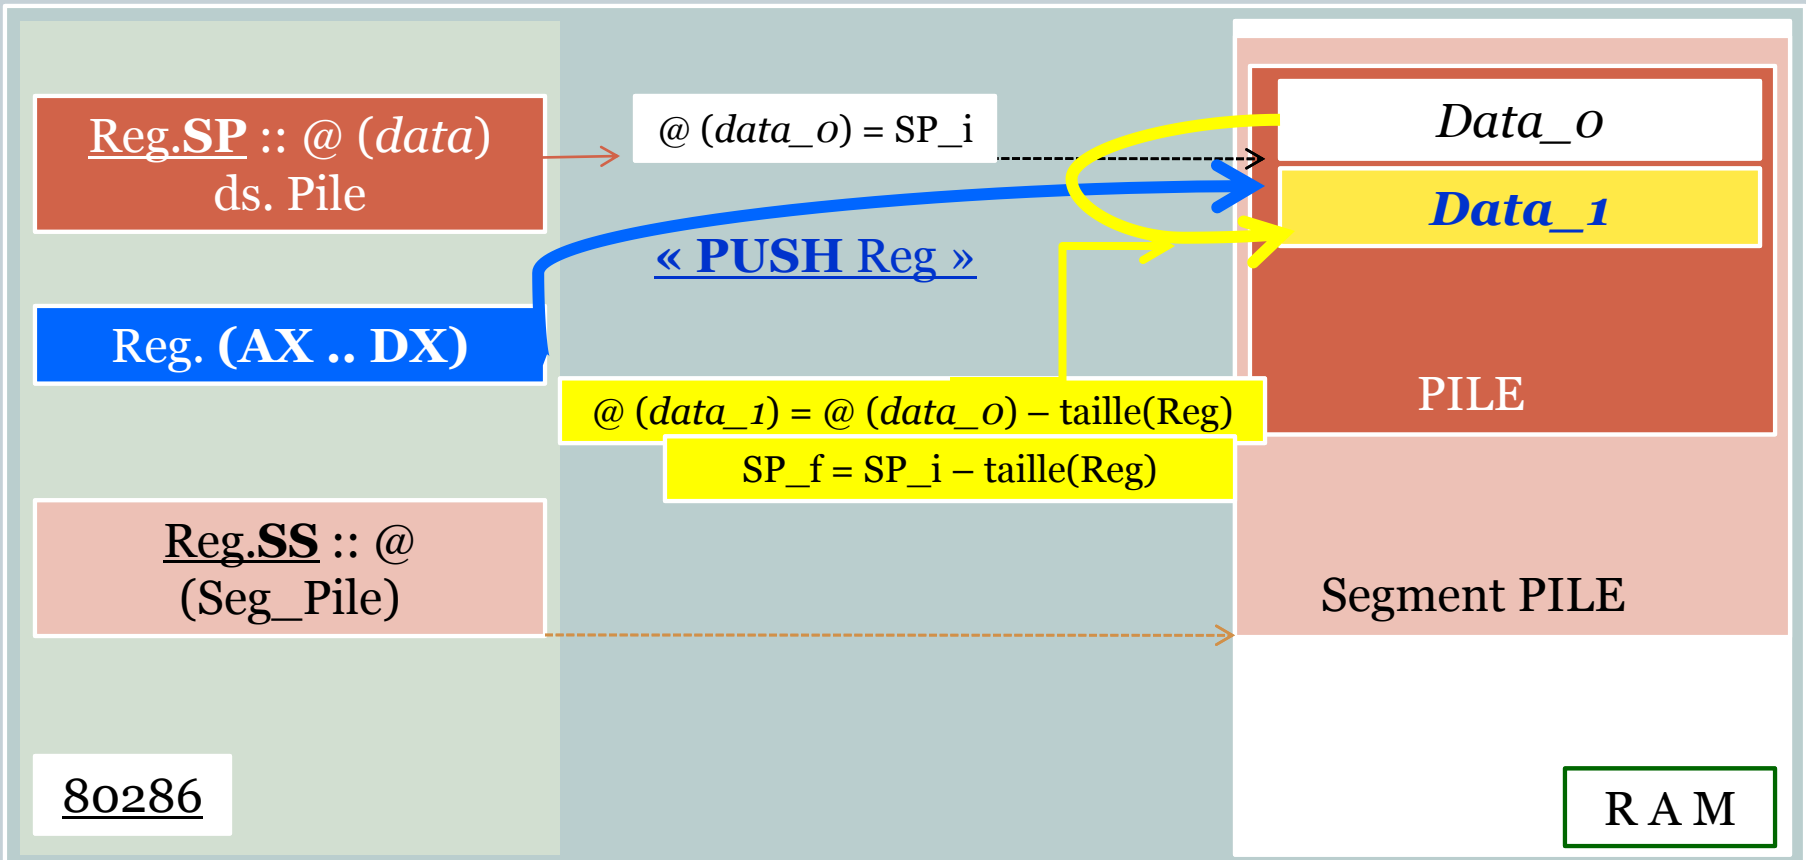 Reg.SP :: @ (data)
ds. Pile
@ (data_0) = SP_i
Data_0
Data_1
« PUSH Reg »
Reg. (AX .. DX)
@ (data_1) = @ (data_0) – taille(Reg)
PILE
SP_f = SP_i – taille(Reg)
Reg.SS :: @
(Seg_Pile)
Segment PILE
80286
R A M